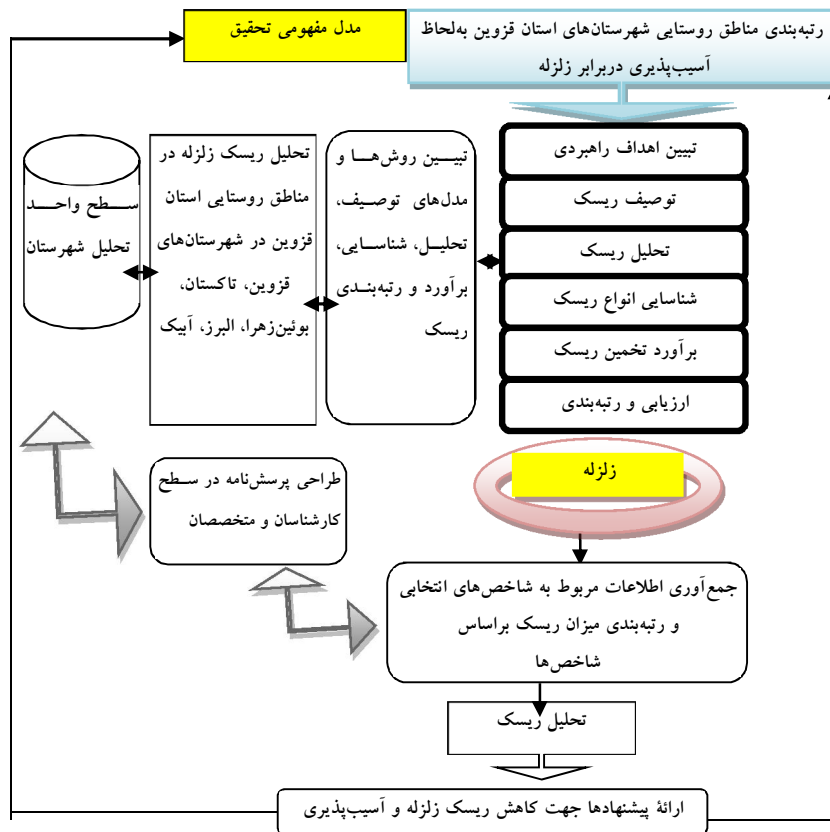 رتبه‌بندی مناطق روستایی شهرستان‌های استان قزوین به‌لحاظ
آسیب‌پذیری دربرابر زلزله
مدل مفهومی تحقیق
تبیین اهداف راهبردی
توصیف ریسک
تحلیل ریسک
شناسایی انواع ریسک
برآورد تخمین ریسک
ارزیابی و رتبه‌بندی
تبیین روش‌ها و
مدل‌های توصیف،
تحلیل، شناسایی،
برآورد و رتبه‌بندی
ریسک
تحلیل ریسک زلزله در
مناطق روستایی استان
قزوین در شهرستان‌های
قزوین، تاکستان،
بوئین‌زهرا، البرز، آبیک
سطح واحد
تحلیل شهرستان
زلزله
طراحی پرسش‌نامه در سطح
کارشناسان و متخصصان
جمع‌آوری اطلاعات مربوط به شاخص‌های انتخابی
و رتبه‌بندی میزان ریسک براساس
شاخص‌ها
تحلیل ریسک
ارائهٔ پیشنهادها جهت کاهش ریسک زلزله و آسیب‌پذیری